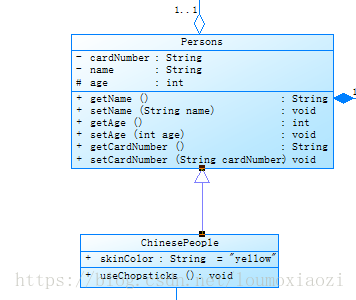 1..1
Persons
- cardNumber : String
- name : String
# age : int
+ getName () : String
+ setName (String name) : void
+ getAge () : int
+ setAge (int age) : void
+ getCardNumber () : String
+ setCardNumber (String cardNumber) void
1
ChinesePeople
+ skinColor : String = "yellow"
+ useChopsticks () : void
https://blog.csdn.net/loumoxiaozi